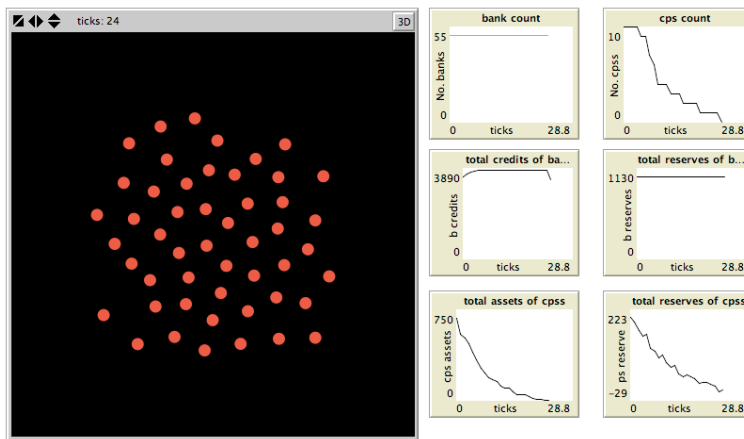 ticks: 24
3D
bank count
55
No. banks
0
0 ticks 28.8
cps count
10
No. cpss
0
0 ticks 28.8
total credits of ba...
3890
b credits
0
0 ticks 28.8
total reserves of b...
1130
b reserves
0
0 ticks 28.8
total assets of cpss
750
cps assets
0
0 ticks 28.8
total reserves of cpss
223
ps reserve
-29
0 ticks 28.8